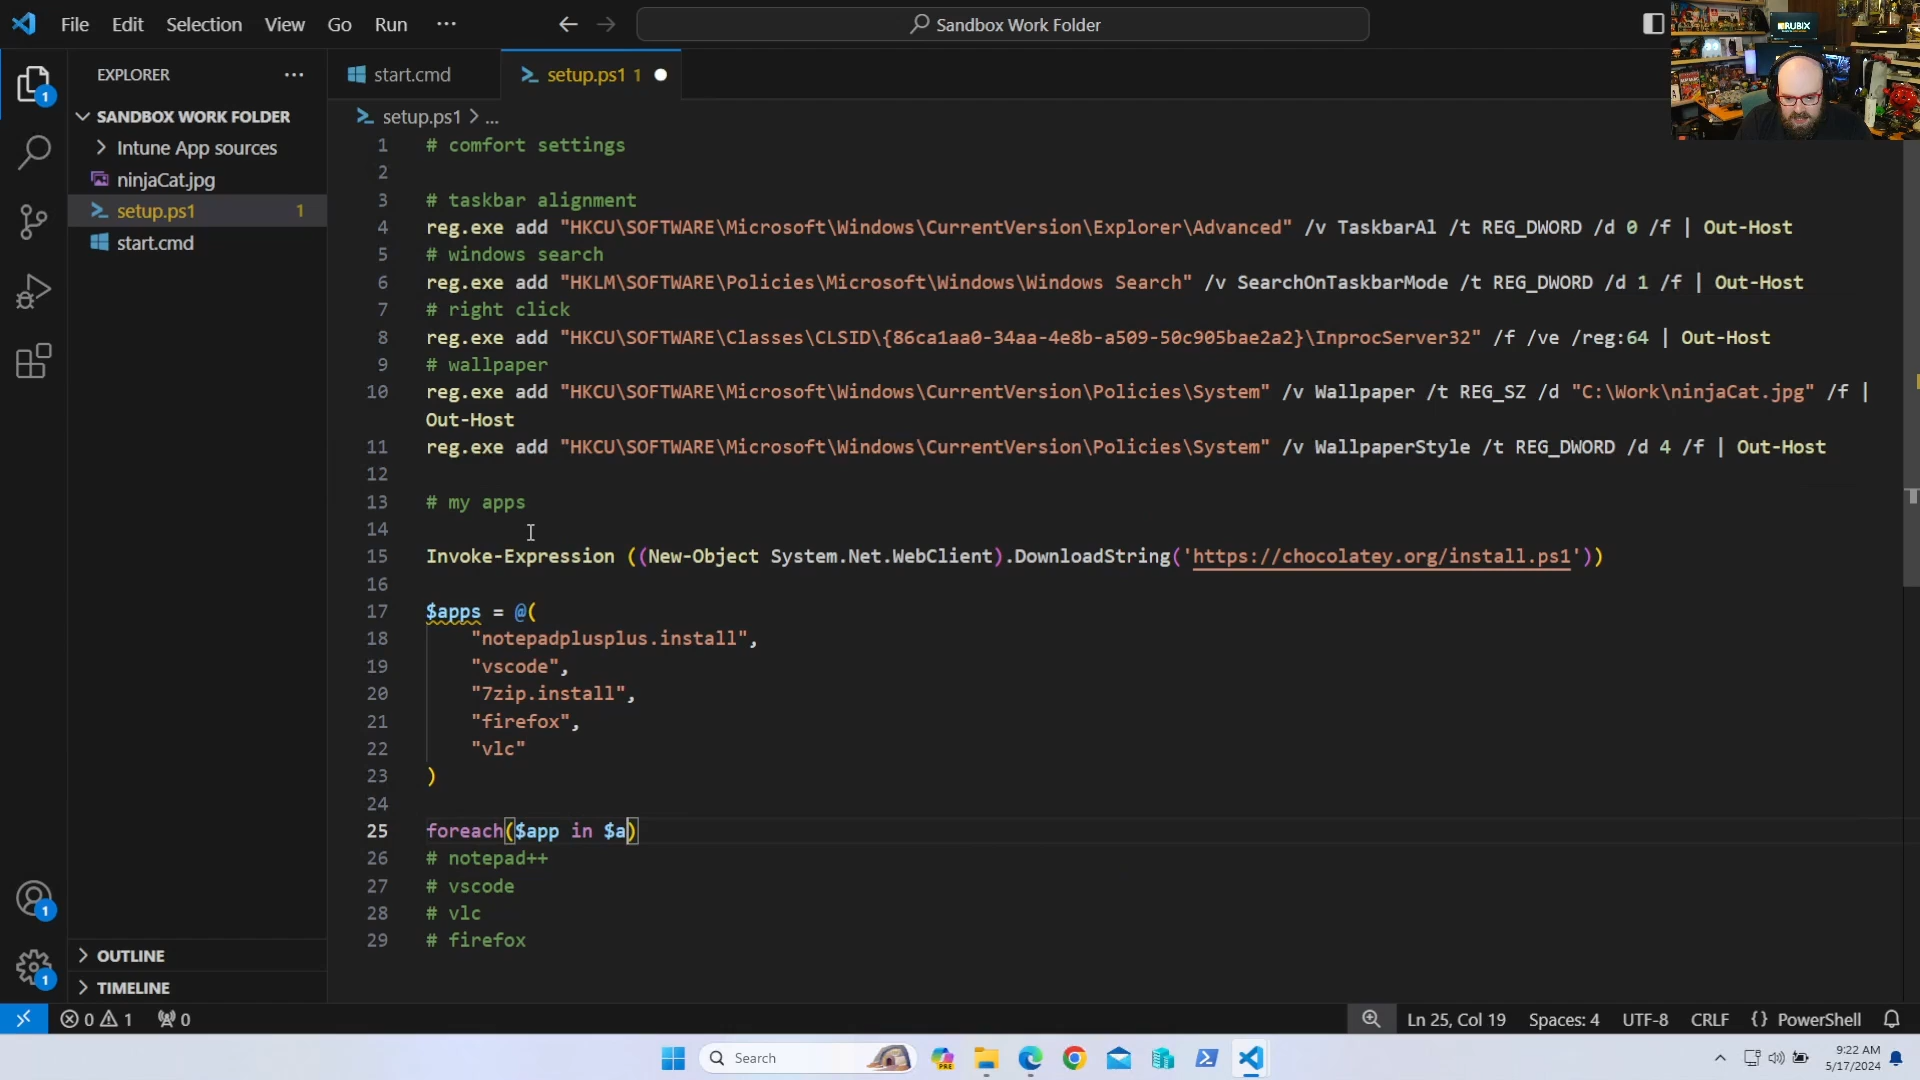 File Edit Selection View Go Run ··· Sandbox Work Folder
EXPLORER ···
start.cmd
setup.ps1 1
SANDBOX WORK FOLDER
Intune App sources
ninjaCat.jpg
setup.ps1 1
start.cmd
setup.ps1 > ...
1 # comfort settings
2
3 # taskbar alignment
4 reg.exe add "HKCU\SOFTWARE\Microsoft\Windows\CurrentVersion\Explorer\Advanced" /v TaskbarAl /t REG_DWORD /d 0 /f | Out-Host
5 # windows search
6 reg.exe add "HKLM\SOFTWARE\Policies\Microsoft\Windows\Windows Search" /v SearchOnTaskbarMode /t REG_DWORD /d 1 /f | Out-Host
7 # right click
8 reg.exe add "HKCU\SOFTWARE\Classes\CLSID\{86ca1aa0-34aa-4e8b-a509-50c905bae2a2}\InprocServer32" /f /ve /reg:64 | Out-Host
9 # wallpaper
10 reg.exe add "HKCU\SOFTWARE\Microsoft\Windows\CurrentVersion\Policies\System" /v Wallpaper /t REG_SZ /d "C:\Work\ninjaCat.jpg" /f |
Out-Host
11 reg.exe add "HKCU\SOFTWARE\Microsoft\Windows\CurrentVersion\Policies\System" /v WallpaperStyle /t REG_DWORD /d 4 /f | Out-Host
12
13 # my apps
14
15 Invoke-Expression ((New-Object System.Net.WebClient).DownloadString('https://chocolatey.org/install.ps1'))
16
17 $apps = @(
18 "notepadplusplus.install",
19 "vscode",
20 "7zip.install",
21 "firefox",
22 "vlc"
23 )
24
25 foreach($app in $a)
26 # notepad++
27 # vscode
28 # vlc
29 # firefox
OUTLINE
TIMELINE
1
1
1
RUBIX
0 1 0 Ln 25, Col 19 Spaces: 4 UTF-8 CRLF {} PowerShell
Search
PRE
9:22 AM
5/17/2024